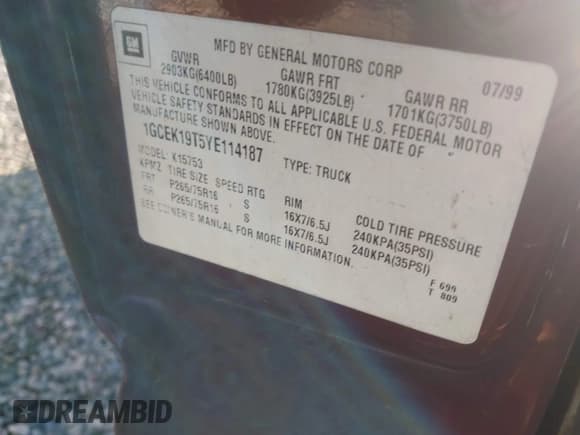 GM
MFD BY GENERAL MOTORS CORP
07/99
GVWR GAWR FRT GAWR RR
2903KG(6400LB) 1780KG(3925LB) 1701KG(3750LB)
THIS VEHICLE CONFORMS TO ALL APPLICABLE U.S. FEDERAL MOTOR
VEHICLE SAFETY STANDARDS IN EFFECT ON THE DATE OF
MANUFACTURE SHOWN ABOVE.
1GCEK19T5YE114187 TYPE: TRUCK
MODEL: K15753
KPMZ TIRE SIZE SPEED RTG RIM COLD TIRE PRESSURE
FRT P265/75R16 S 16X7/6.5J 240KPA(35PSI)
RR P265/75R16 S 16X7/6.5J 240KPA(35PSI)
SEE OWNER'S MANUAL FOR MORE INFORMATION.
F 699
T 809
DREAMBID